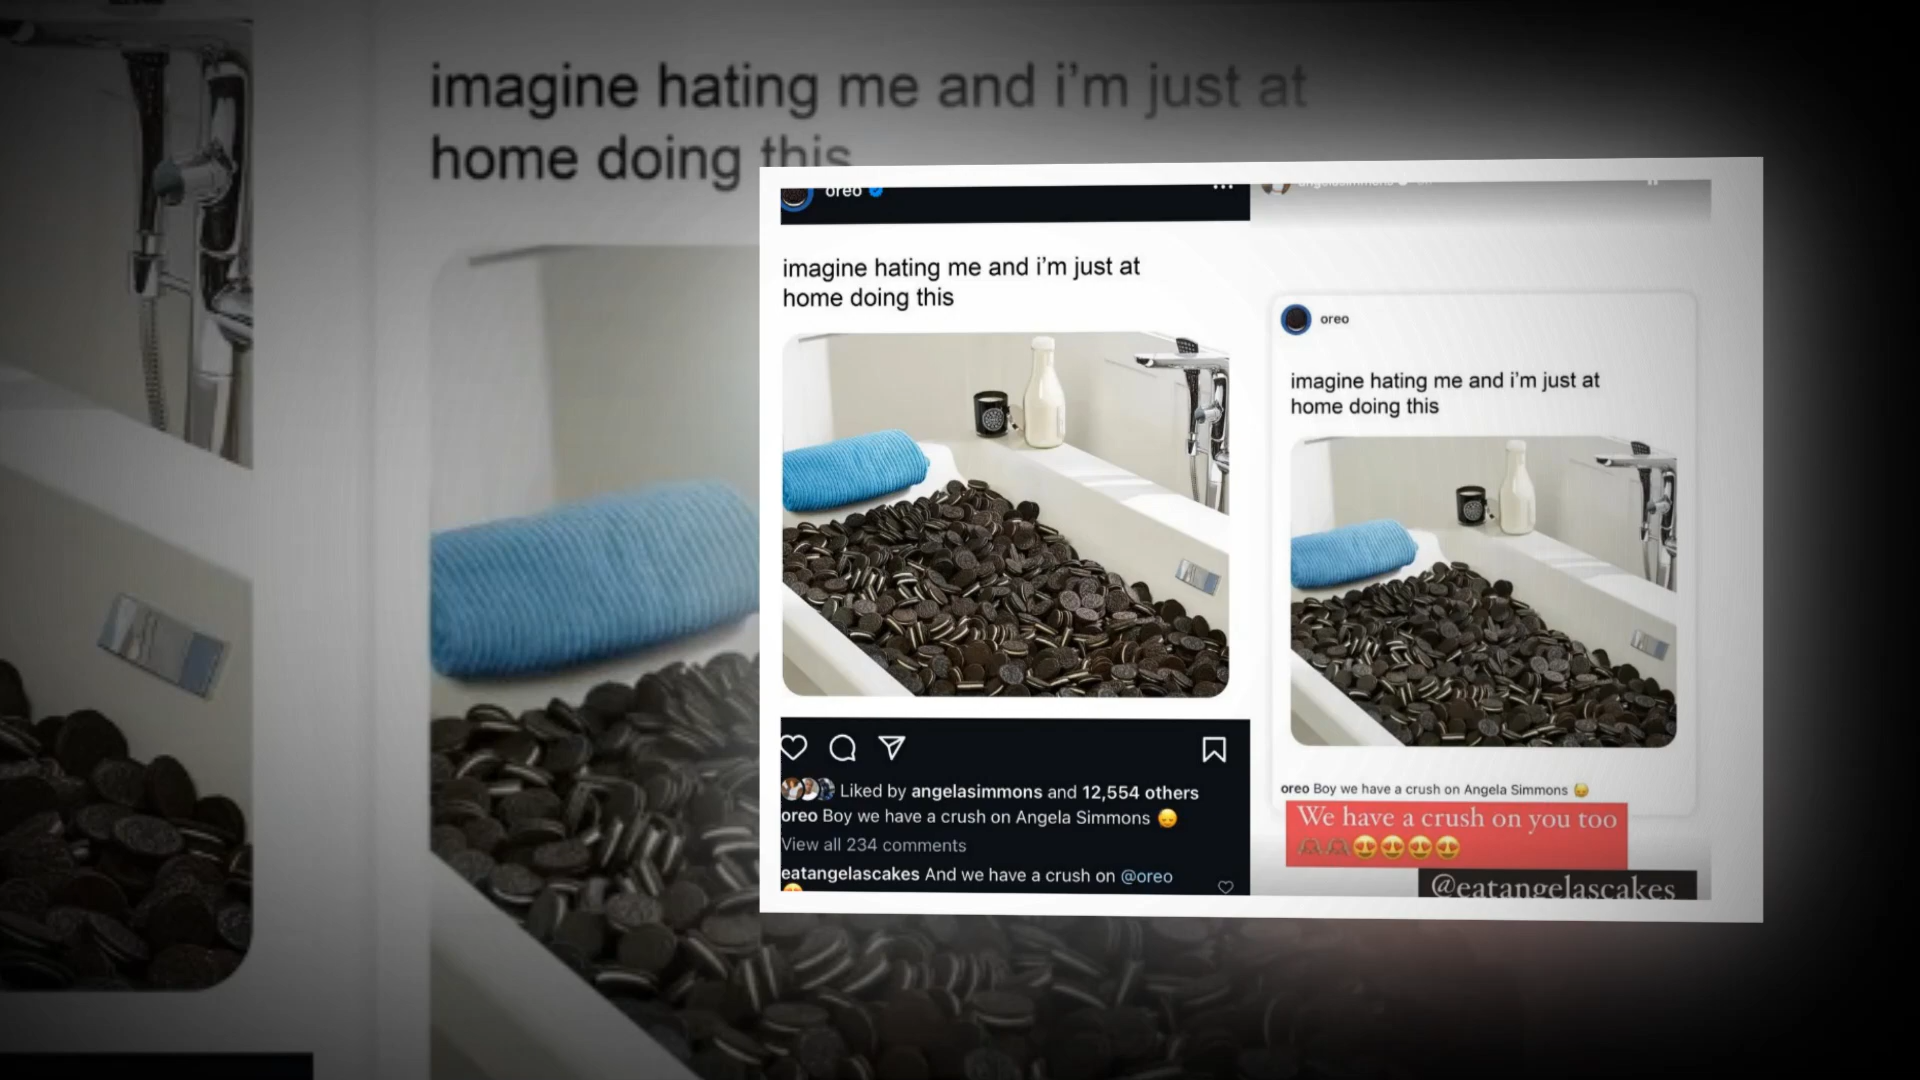 imagine hating me and i'm just at
home doing this
oreo
imagine hating me and i'm just at
home doing this
Liked by angelasimmons and 12,554 others
oreo Boy we have a crush on Angela Simmons 😞
View all 234 comments
eatangelascakes And we have a crush on @oreo
angelasimmons
oreo
imagine hating me and i'm just at
home doing this
oreo Boy we have a crush on Angela Simmons 😞
We have a crush on you too
🫶🏾🫶🏾😍😍😍😍
@eatangelascakes